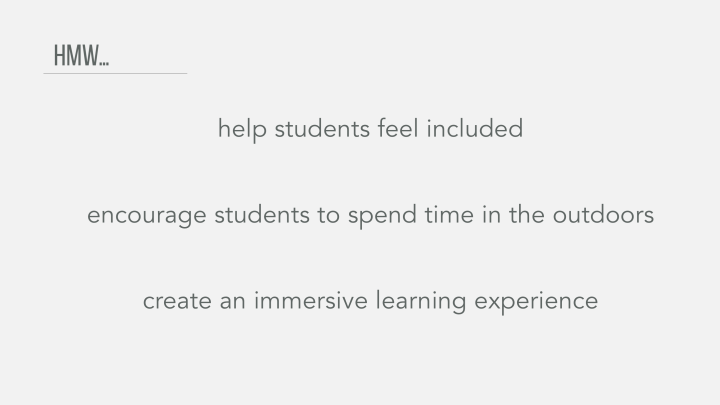 HMW...
help students feel included
encourage students to spend time in the outdoors
create an immersive learning experience